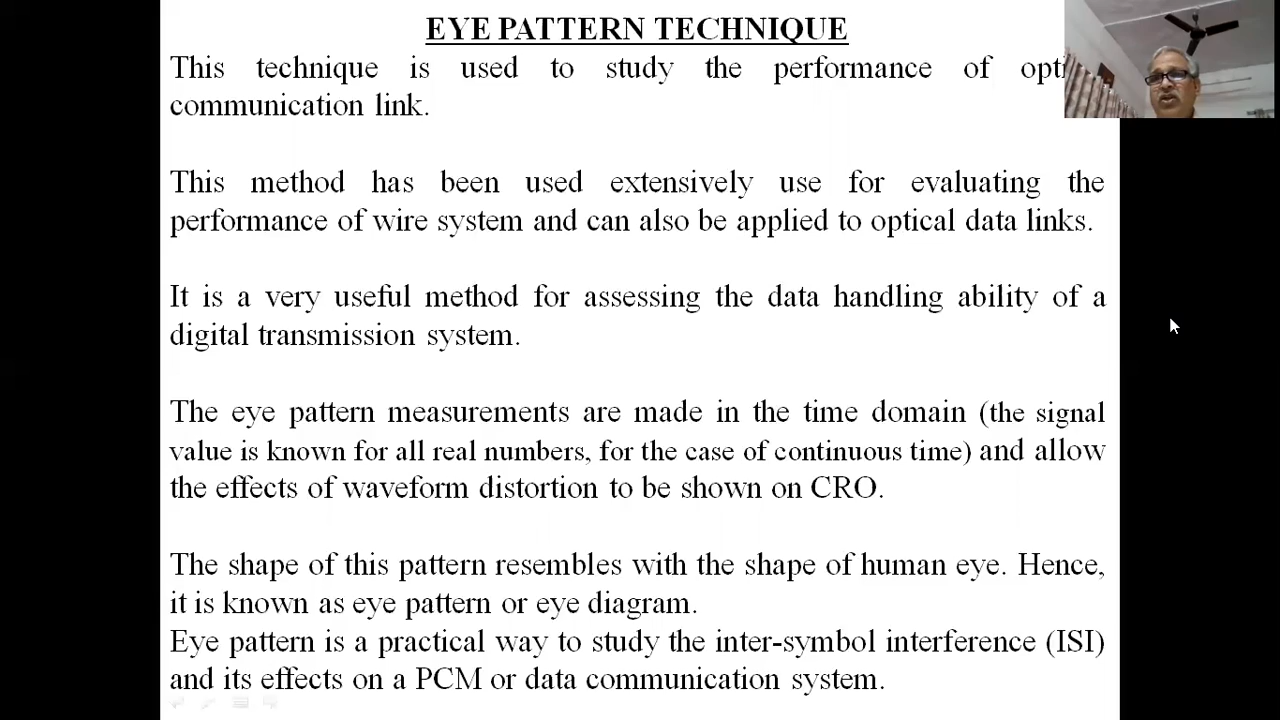 EYE PATTERN TECHNIQUE
This technique is used to study the performance of
communication link.
This method has been used extensively use for evaluating the
performance of wire system and can also be applied to optical data links.
It is a very useful method for assessing the data handling ability of a
digital transmission system.
The eye pattern measurements are made in the time domain (the signal
value is known for all real numbers, for the case of continuous time) and allow
the effects of waveform distortion to be shown on CRO.
The shape of this pattern resembles with the shape of human eye. Hence,
it is known as eye pattern or eye diagram.
Eye pattern is a practical way to study the inter-symbol interference (ISI)
and its effects on a PCM or data communication system.